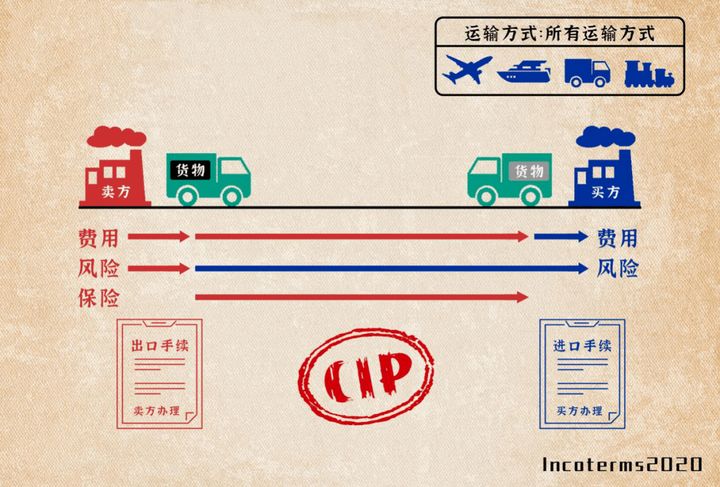 运输方式:所有运输方式
卖方
货物
货物
买方
费用
费用
风险
风险
保险
出口手续
卖方办理
CIP
进口手续
买方办理
Incoterms2020